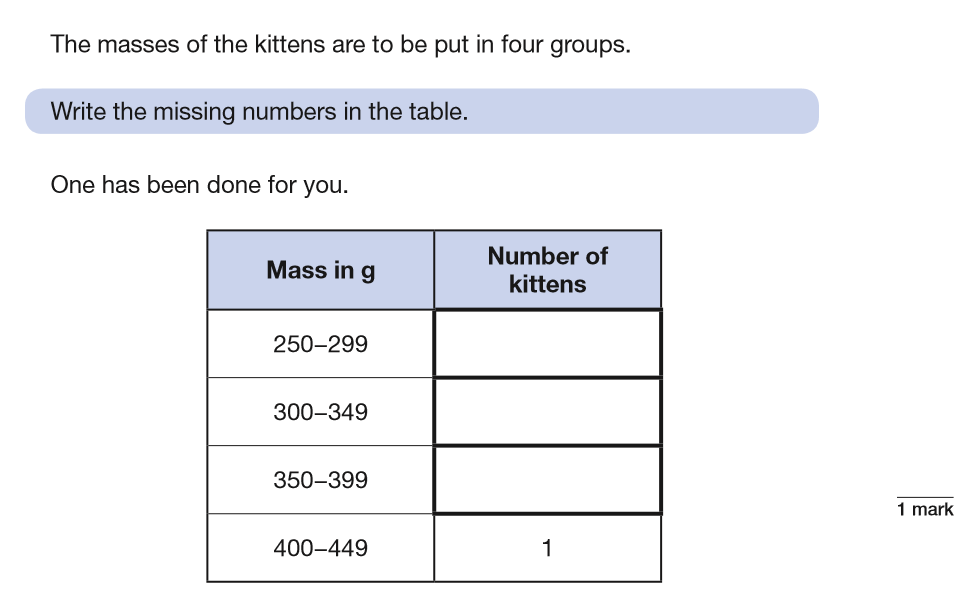 The masses of the kittens are to be put in four groups.
Write the missing numbers in the table.
One has been done for you.
Mass in g
Number of
kittens
250–299
300–349
350–399
400–449 1
1 mark